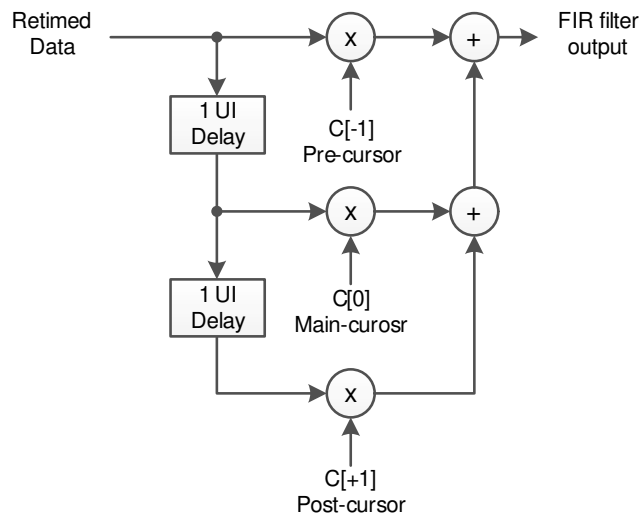 Retimed
Data
x
+
FIR filter
output
1 UI
Delay
C[-1]
Pre-cursor
x
+
1 UI
Delay
C[0]
Main-curosr
x
C[+1]
Post-cursor